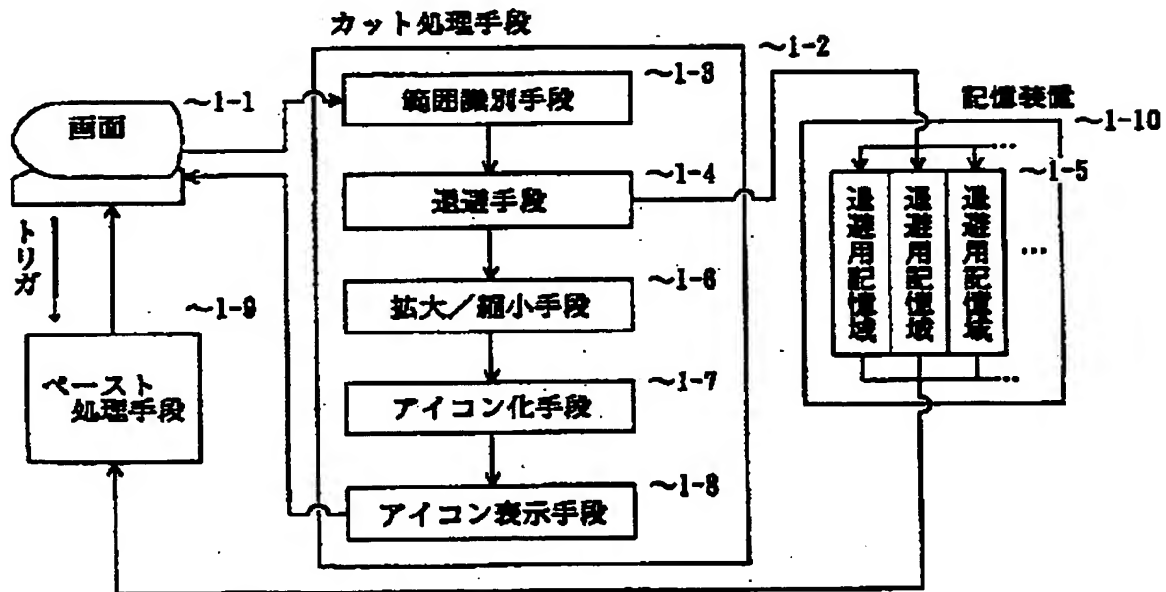 カット処理手段
~1-2
~1-3
範囲識別手段
~1-1
画面
記憶装置
~1-10
~1-4
退避手段
~1-5
退避用記憶域
退避用記憶域
退避用記憶域
...
...
...
トリガ
~1-6
拡大/縮小手段
~1-9
ペースト
処理手段
~1-7
アイコン化手段
~1-8
アイコン表示手段